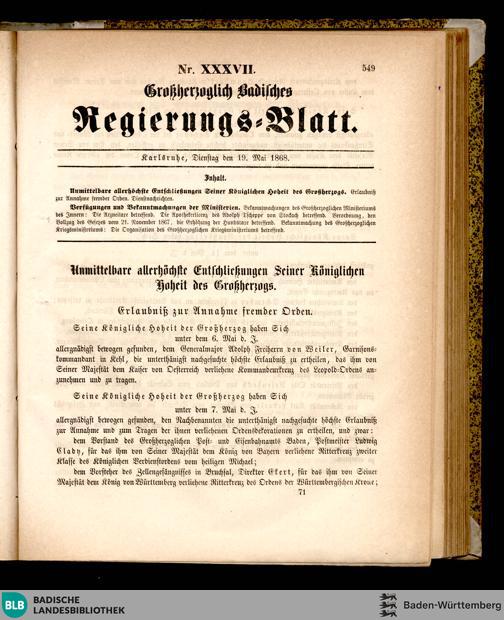 Nr. XXXVII.
549
Großherzoglich Badisches
Regierungs-Blatt.
Karlsruhe, Dienstag den 19. Mai 1868.
Inhalt.
Unmittelbare allerhöchste Entschließungen Seiner Königlichen Hoheit des Großherzogs. Erlaubniß
zur Annahme fremder Orden. Dienstnachrichten.
Verfügungen und Bekanntmachungen der Ministerien. Bekanntmachungen des Großherzoglichen Ministeriums
des Innern: Die Arzneitare betreffend. Die Apothekerlicenz des Adolph Tscheppe von Stockach betreffend. Verordnung, den
Vollzug des Gesetzes vom 21. November 1867, die Erhöhung der Hundstaxe betreffend. Bekanntmachung des Großherzoglichen
Kriegsministeriums: Die Organisation des Großherzoglichen Kriegsministeriums betreffend.
Unmittelbare allerhöchste Entschließungen Seiner Königlichen
Hoheit des Großherzogs.
Erlaubniß zur Annahme fremder Orden.
Seine Königliche Hoheit der Großherzog haben Sich
unter dem 6. Mai d. J.
allergnädigst bewogen gefunden, dem Generalmajor Adolph Freiherrn von Weiler, Garnisons-
kommandant in Kehl, die unterthänigst nachgesuchte höchste Erlaubniß zu ertheilen, das ihm von
Seiner Majestät dem Kaiser von Oesterreich verliehene Kommandeurkreuz des Leopold-Ordens an-
zunehmen und zu tragen.
Seine Königliche Hoheit der Großherzog haben Sich
unter dem 7. Mai d. J.
allergnädigst bewogen gefunden, den Nachbenannten die unterthänigst nachgesuchte höchste Erlaubniß
zur Annahme und zum Tragen der ihnen verliehenen Ordensdekorationen zu ertheilen, und zwar:
dem Vorstand des Großherzoglichen Post- und Eisenbahnamts Baden, Postmeister Ludwig
Clady, für das ihm von Seiner Majestät dem König von Bayern verliehene Ritterkreuz zweiter
Klasse des Königlichen Verdienstordens vom heiligen Michael;
dem Vorsteher des Zellengefängnisses in Bruchsal, Direktor Ekert, für das ihm von Seiner
Majestät dem König von Württemberg verliehene Ritterkreuz des Ordens der Württembergischen Krone;
71
BLB BADISCHE
LANDESBIBLIOTHEK
Baden-Württemberg